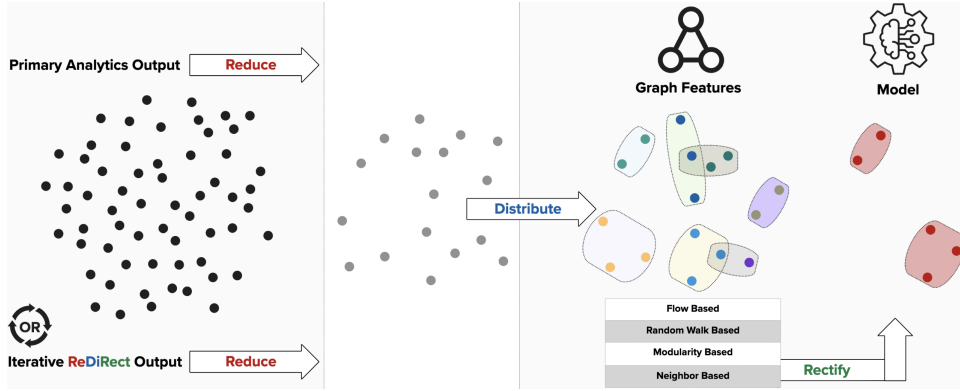 Primary Analytics Output
Reduce
Graph Features
Model
Distribute
Flow Based
Random Walk Based
Modularity Based
Neighbor Based
OR
Iterative ReDiRect Output
Reduce
Rectify